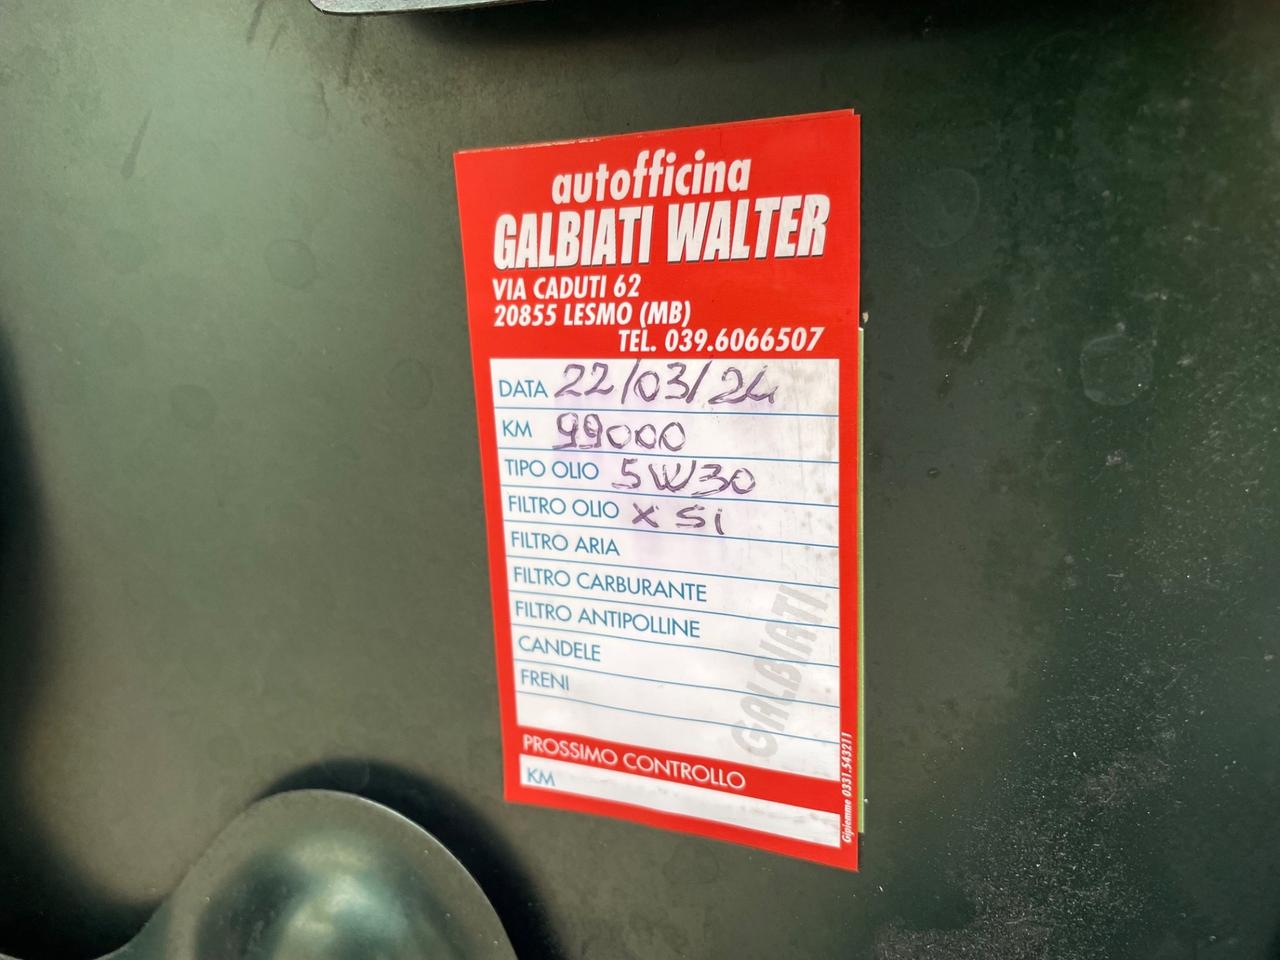 autofficina
GALBIATI WALTER
VIA CADUTI 62
20855 LESMO (MB)
TEL. 039.6066507
DATA 22/03/24
KM 99000
TIPO OLIO 5W30
FILTRO OLIO X Si
FILTRO ARIA
FILTRO CARBURANTE
FILTRO ANTIPOLLINE
CANDELE
FRENI
GALBIATI
PROSSIMO CONTROLLO
KM
Gipiemme 0331.543211